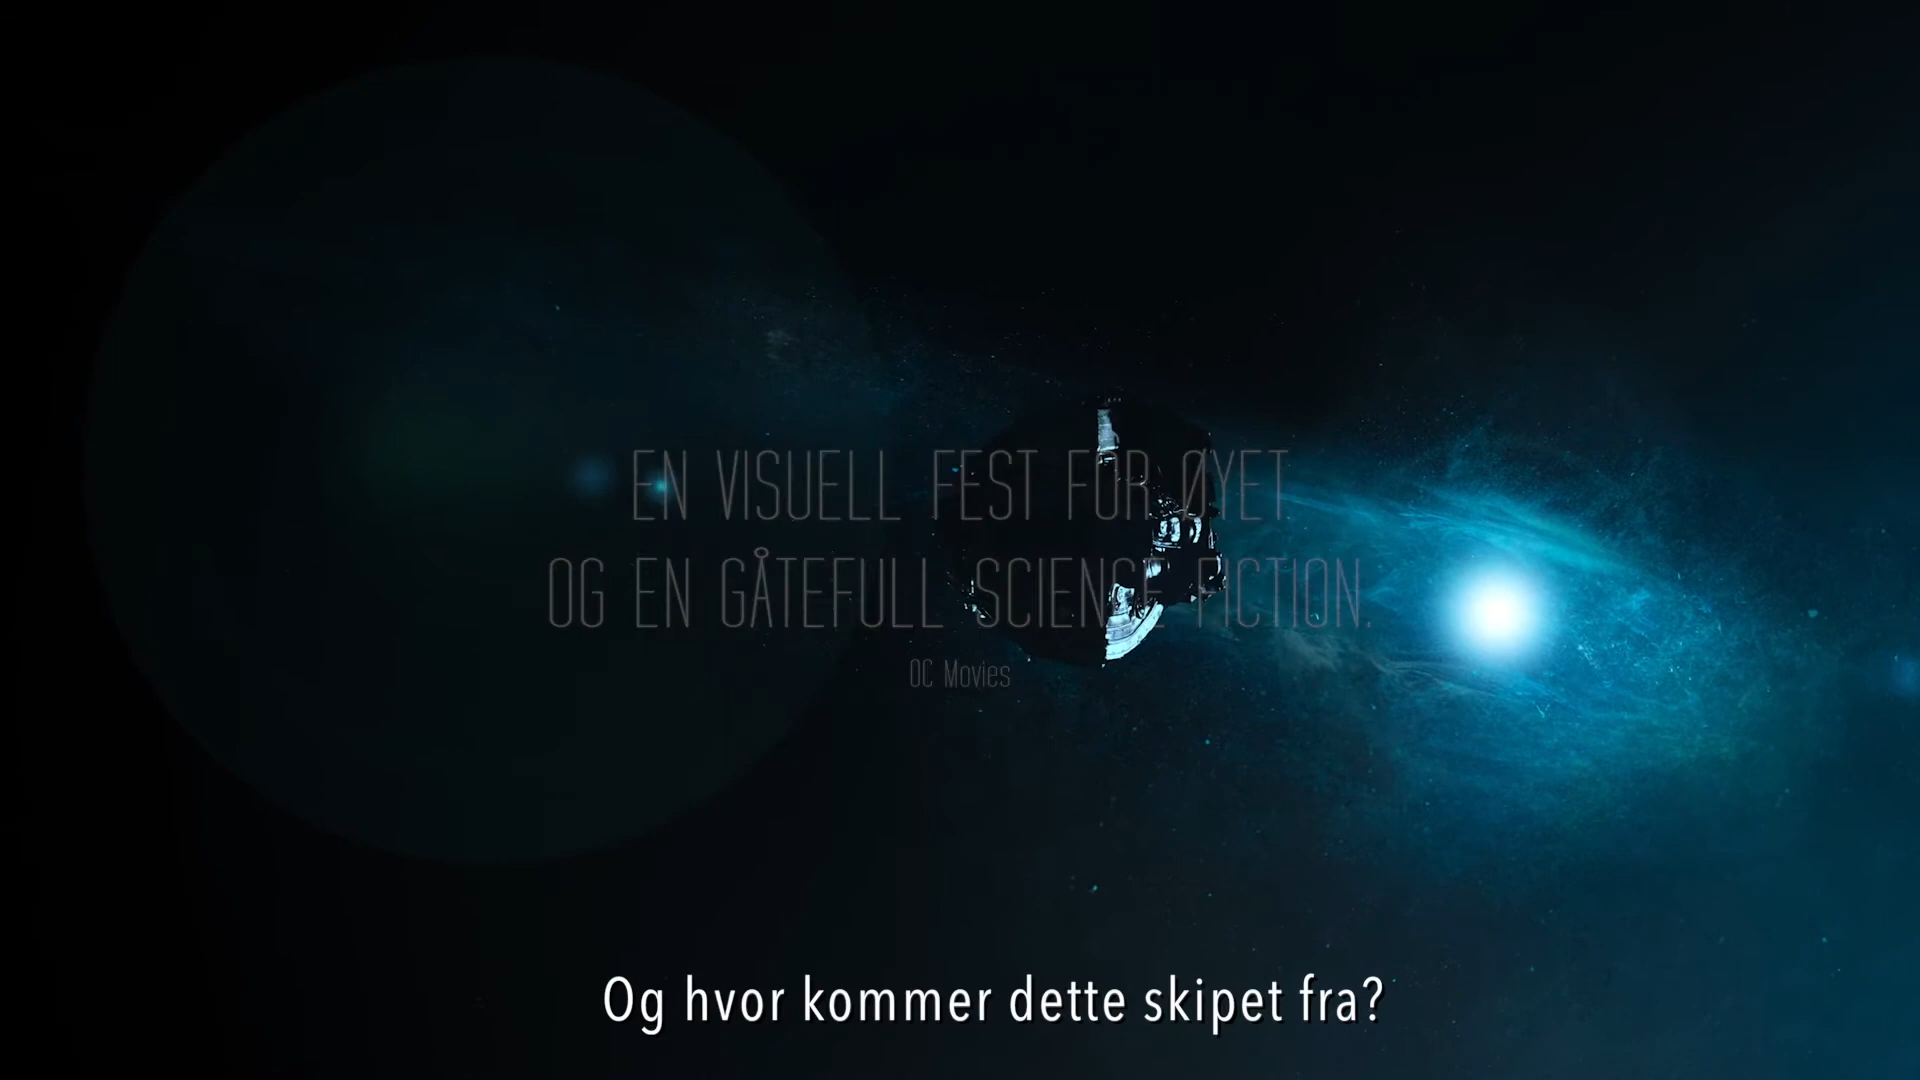 EN VISUELL FEST FOR ØYET
OG EN GÅTEFULL SCIENCE FICTION.
OC Movies
Og hvor kommer dette skipet fra?